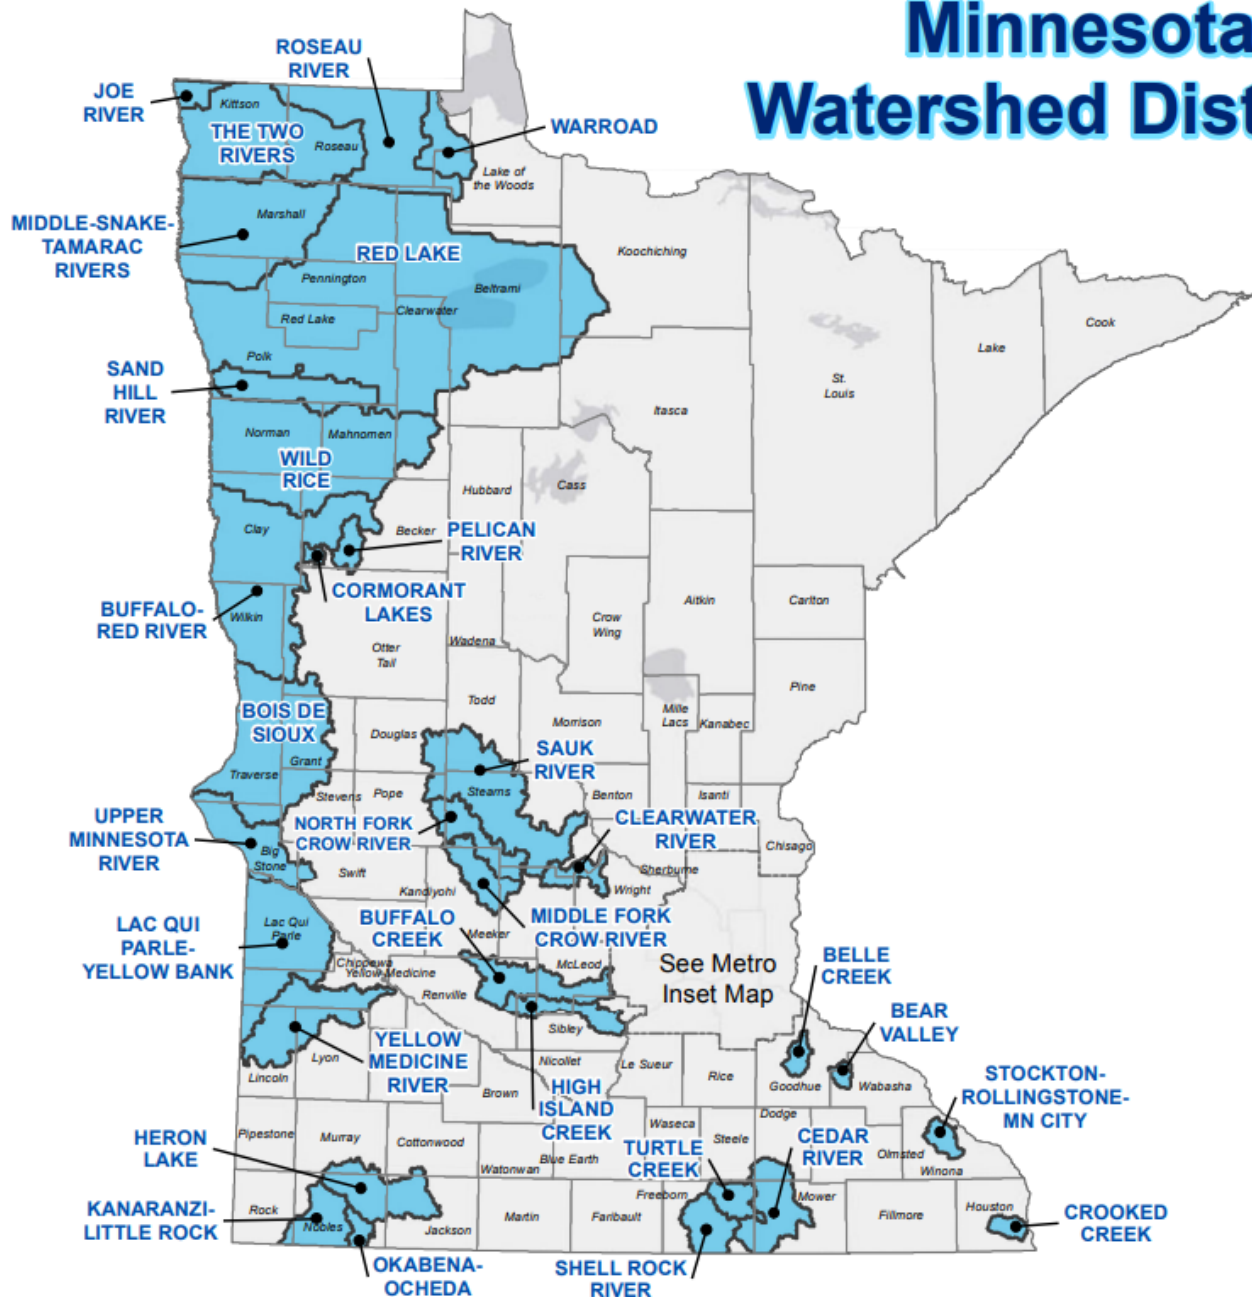 Minnesota
Watershed Dist
ROSEAU
RIVER
JOE
RIVER
Kittson
THE TWO
RIVERS
Roseau
WARROAD
Lake of
the Woods
MIDDLE-SNAKE-
TAMARAC
RIVERS
Marshall
RED LAKE
Koochiching
Pennington
Beltrami
Red Lake
Clearwater
Cook
Lake
Polk
SAND
HILL
RIVER
St.
Louis
Itasca
Norman
Mahnomen
WILD
RICE
Hubbard
Cass
Clay
Becker
PELICAN
RIVER
CORMORANT
LAKES
BUFFALO-
RED RIVER
Wilkin
Aitkin
Carlton
Crow
Wing
Otter
Tail
Wadena
Pine
Todd
BOIS DE
SIOUX
Mille
Lacs
Kanabec
Morrison
Douglas
SAUK
RIVER
Grant
Traverse
Stevens
Pope
Stearns
Benton
Isanti
UPPER
MINNESOTA
RIVER
NORTH FORK
CROW RIVER
CLEARWATER
RIVER
Big
Stone
Chisago
Swift
Sherburne
Kandiyohi
Wright
LAC QUI
PARLE-
YELLOW BANK
Lac Qui
Parle
BUFFALO
CREEK
MIDDLE FORK
CROW RIVER
Meeker
Chippewa
McLeod
Yellow Medicine
See Metro
Inset Map
BELLE
CREEK
Renville
BEAR
VALLEY
Sibley
YELLOW
MEDICINE
RIVER
Lyon
Nicollet
Le Sueur
Rice
Goodhue
Wabasha
Lincoln
Brown
HIGH
ISLAND
CREEK
STOCKTON-
ROLLINGSTONE-
MN CITY
Dodge
Waseca
Steele
Pipestone
Murray
Cottonwood
HERON
LAKE
Watonwan
Blue Earth
TURTLE
CREEK
CEDAR
RIVER
Olmsted
Winona
Freeborn
Mower
KANARANZI-
LITTLE ROCK
Rock
Nobles
Jackson
Martin
Faribault
Fillmore
Houston
CROOKED
CREEK
OKABENA-
OCHEDA
SHELL ROCK
RIVER